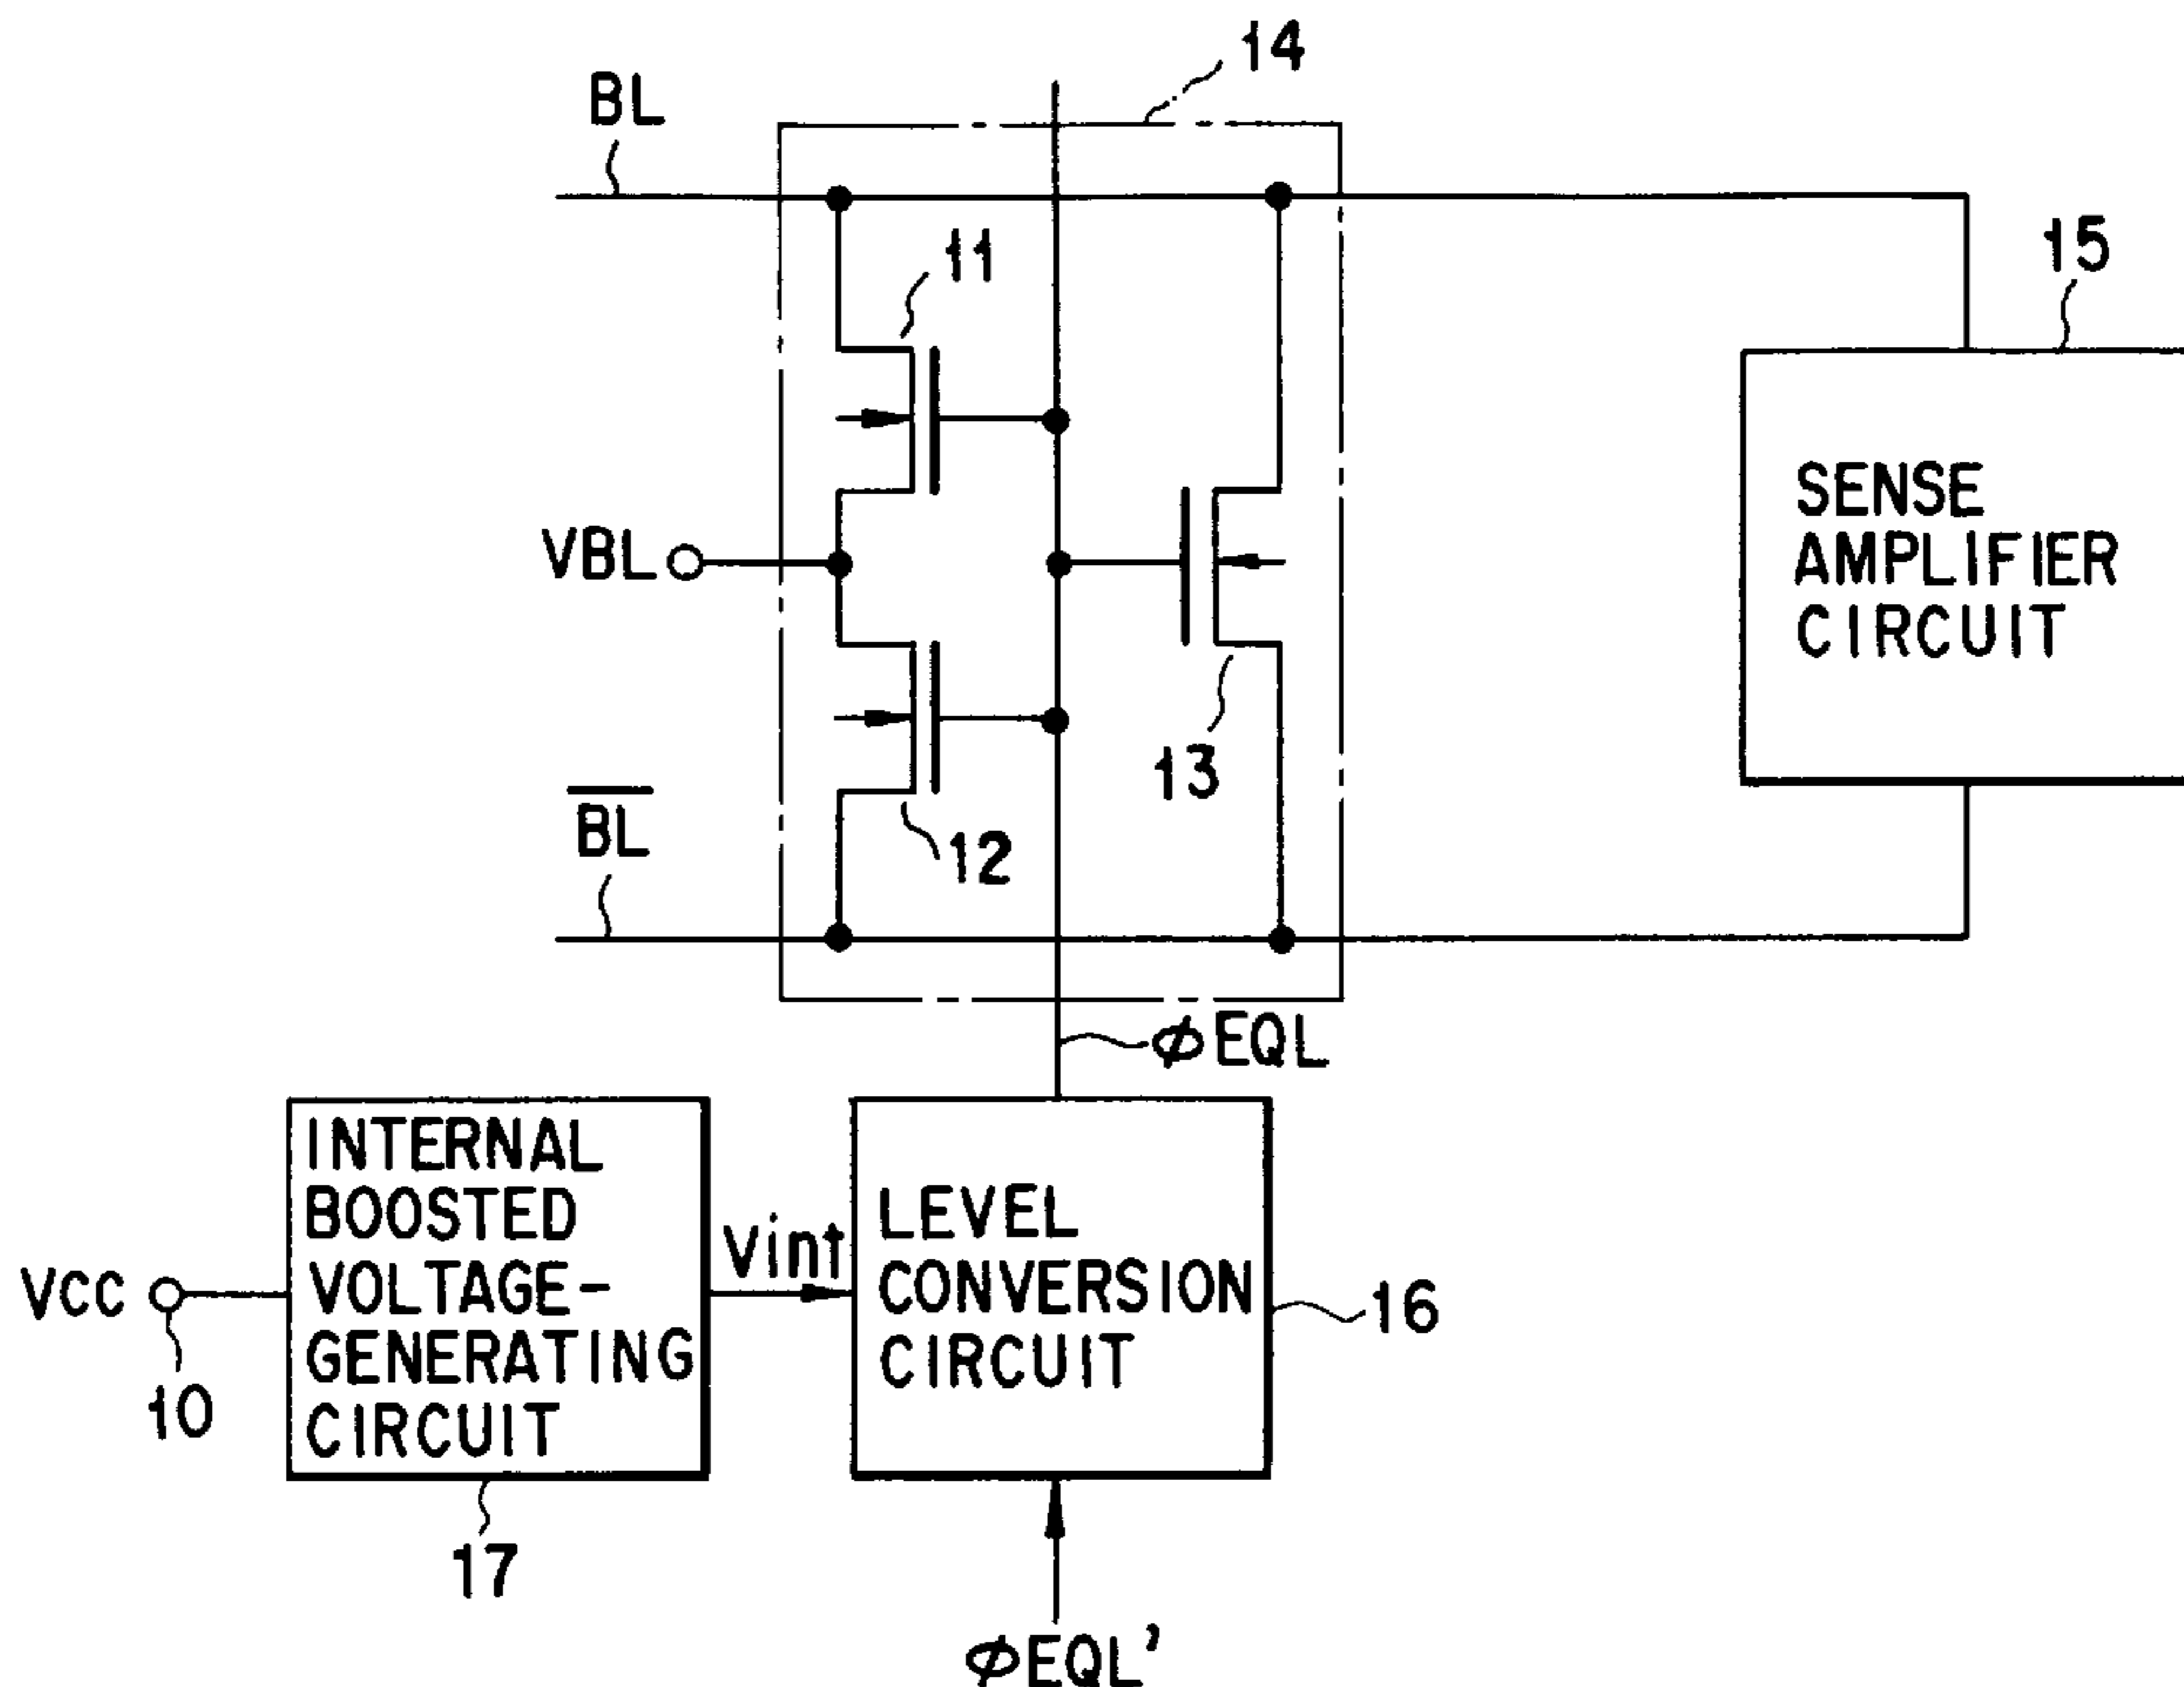 14
BL
11
15
SENSE
AMPLIFIER
CIRCUIT
VBL
13
B̅L̅
12
ϕEQL
INTERNAL
BOOSTED
VOLTAGE-
GENERATING
CIRCUIT
Vint
LEVEL
CONVERSION
CIRCUIT
VCC
16
10
17
ϕEQL'